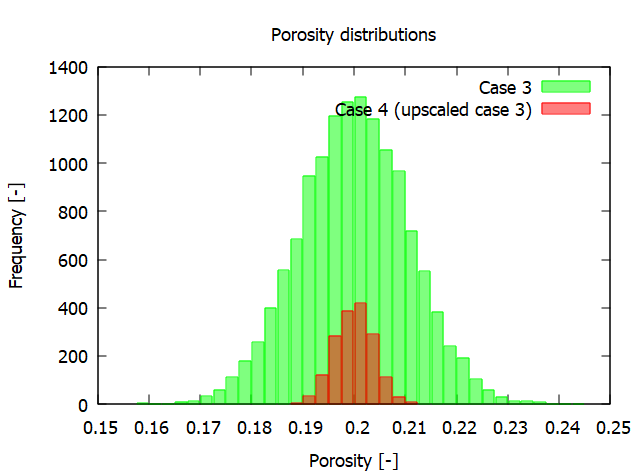 Porosity distributions
1400
1200
1000
800
600
400
200
0
Frequency [-]
Case 3
Case 4 (upscaled case 3)
0.15 0.16 0.17 0.18 0.19 0.2 0.21 0.22 0.23 0.24 0.25
Porosity [-]